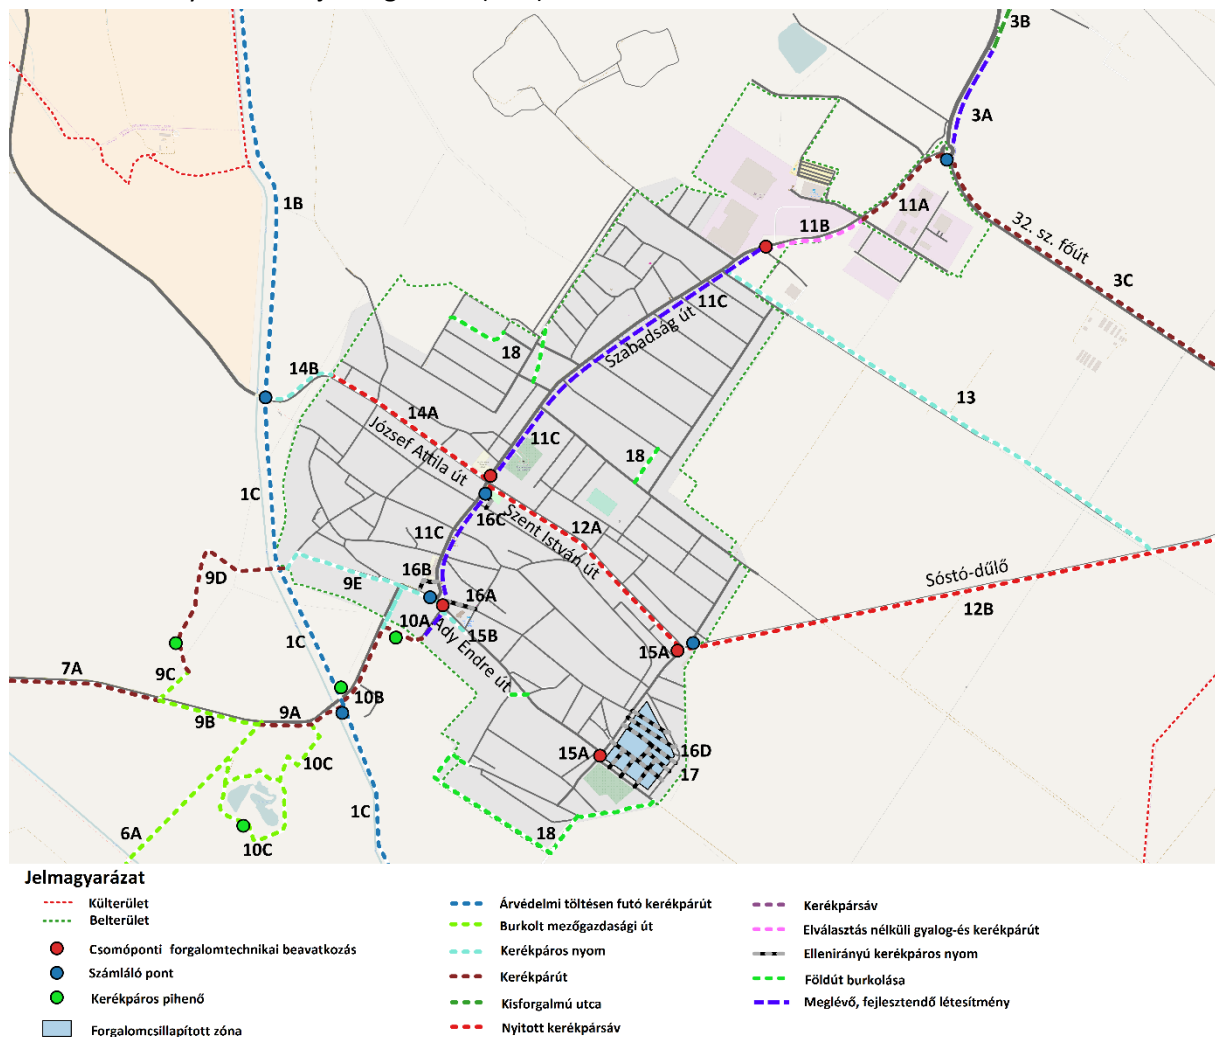 3B
3A
1B
11A
11B
32. sz. főút
3C
11C
Szabadság út
18
14B
13
14A
József Attila út
11C
18
1C
16C
Szent István út
12A
11C
9D
9E
16B
16A
Sóstó-dűlő
12B
10A
15B
1C
Ady Endre út
15A
7A
9C
10B
9B
9A
15A
16D
17
10C
1C
6A
10C
18
Jelmagyarázat
Külterület
Belterület
Csomóponti forgalomtechnikai beavatkozás
Számláló pont
Kerékpáros pihenő
Forgalomcsillapított zóna
Árvédelmi töltésen futó kerékpárút
Burkolt mezőgazdasági út
Kerékpáros nyom
Kerékpárút
Kisforgalmú utca
Nyitott kerékpársáv
Kerékpársáv
Elválasztás nélküli gyalog-és kerékpárút
Ellenirányú kerékpáros nyom
Földút burkolása
Meglévő, fejlesztendő létesítmény